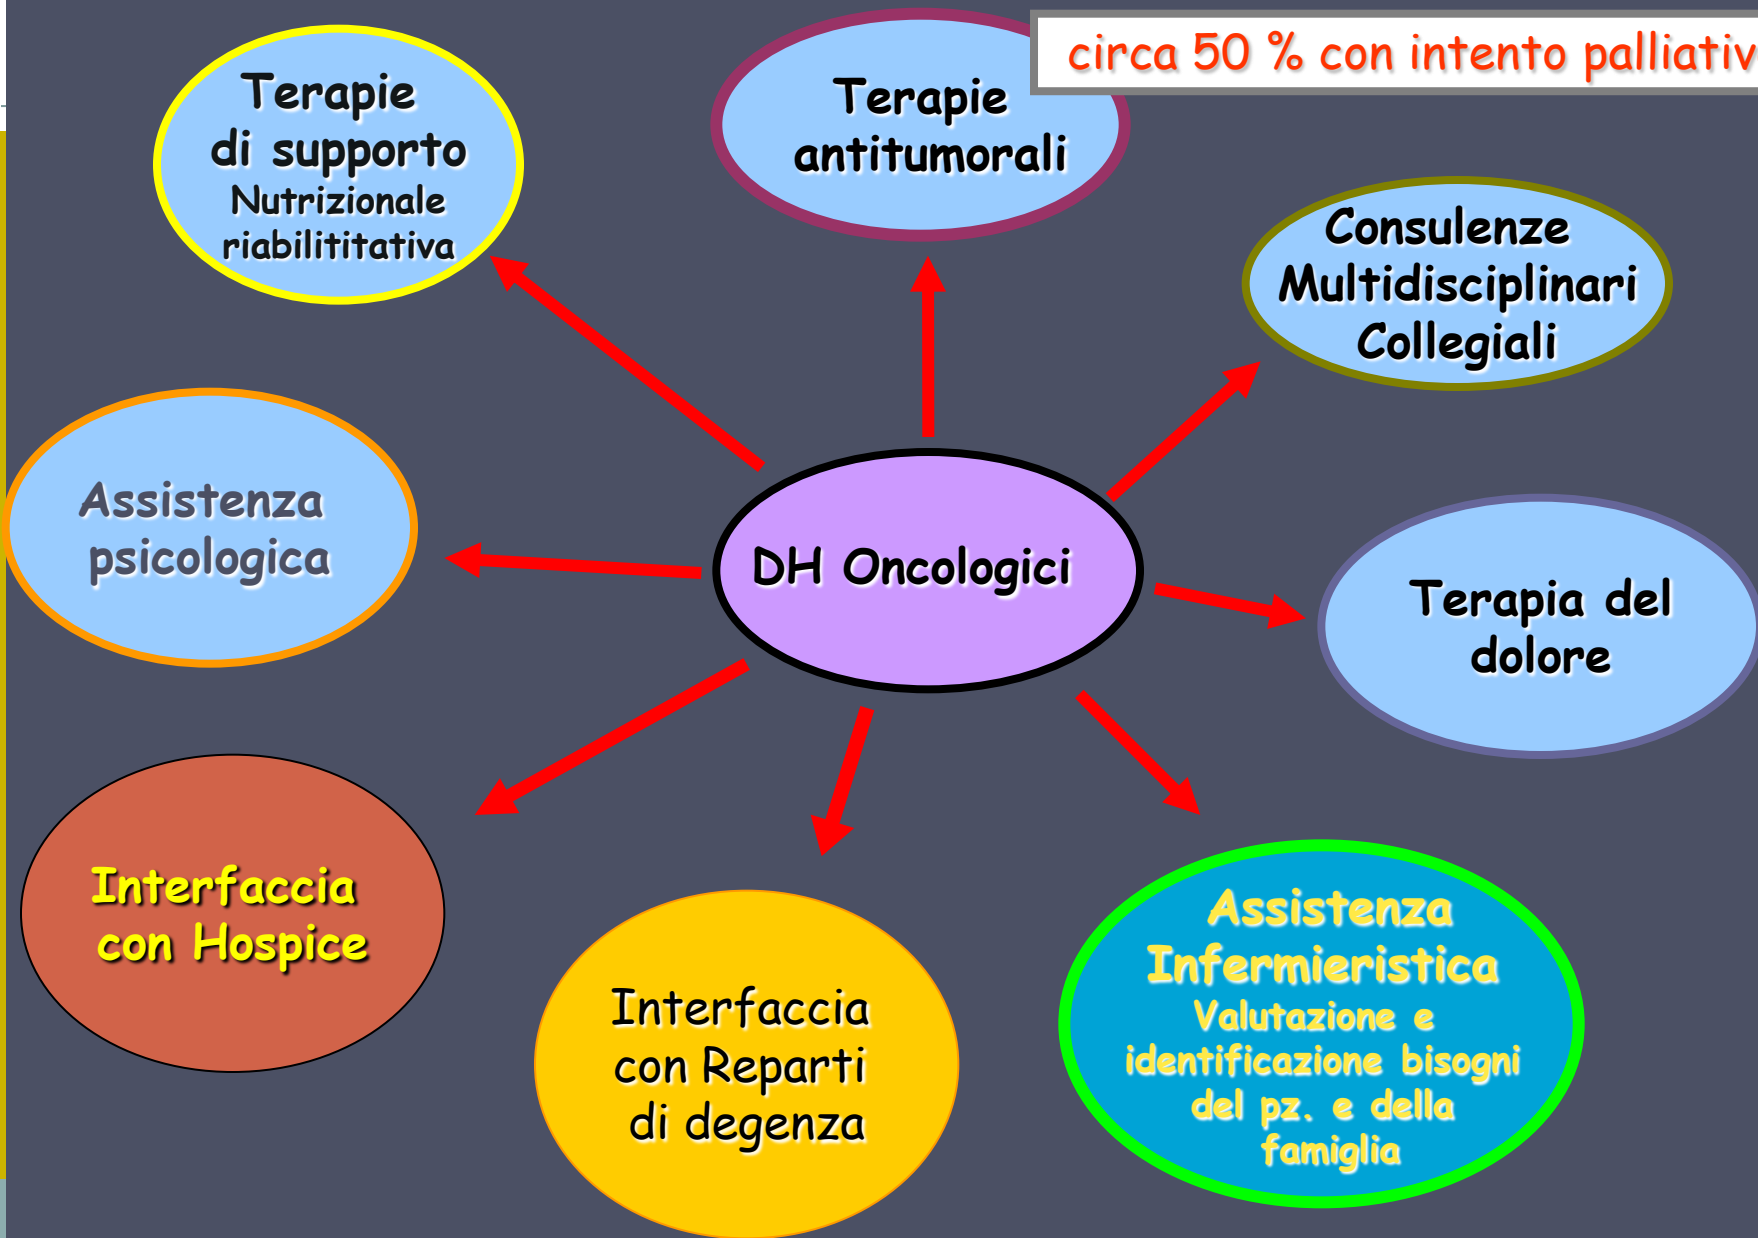 circa 50 % con intento palliativ
Terapie
di supporto
Nutrizionale
riabilititativa
Terapie
antitumorali
Consulenze
Multidisciplinari
Collegiali
Assistenza
psicologica
DH Oncologici
Terapia del
dolore
Interfaccia
con Hospice
Interfaccia
con Reparti
di degenza
Assistenza
Infermieristica
Valutazione e
identificazione bisogni
del pz. e della
famiglia